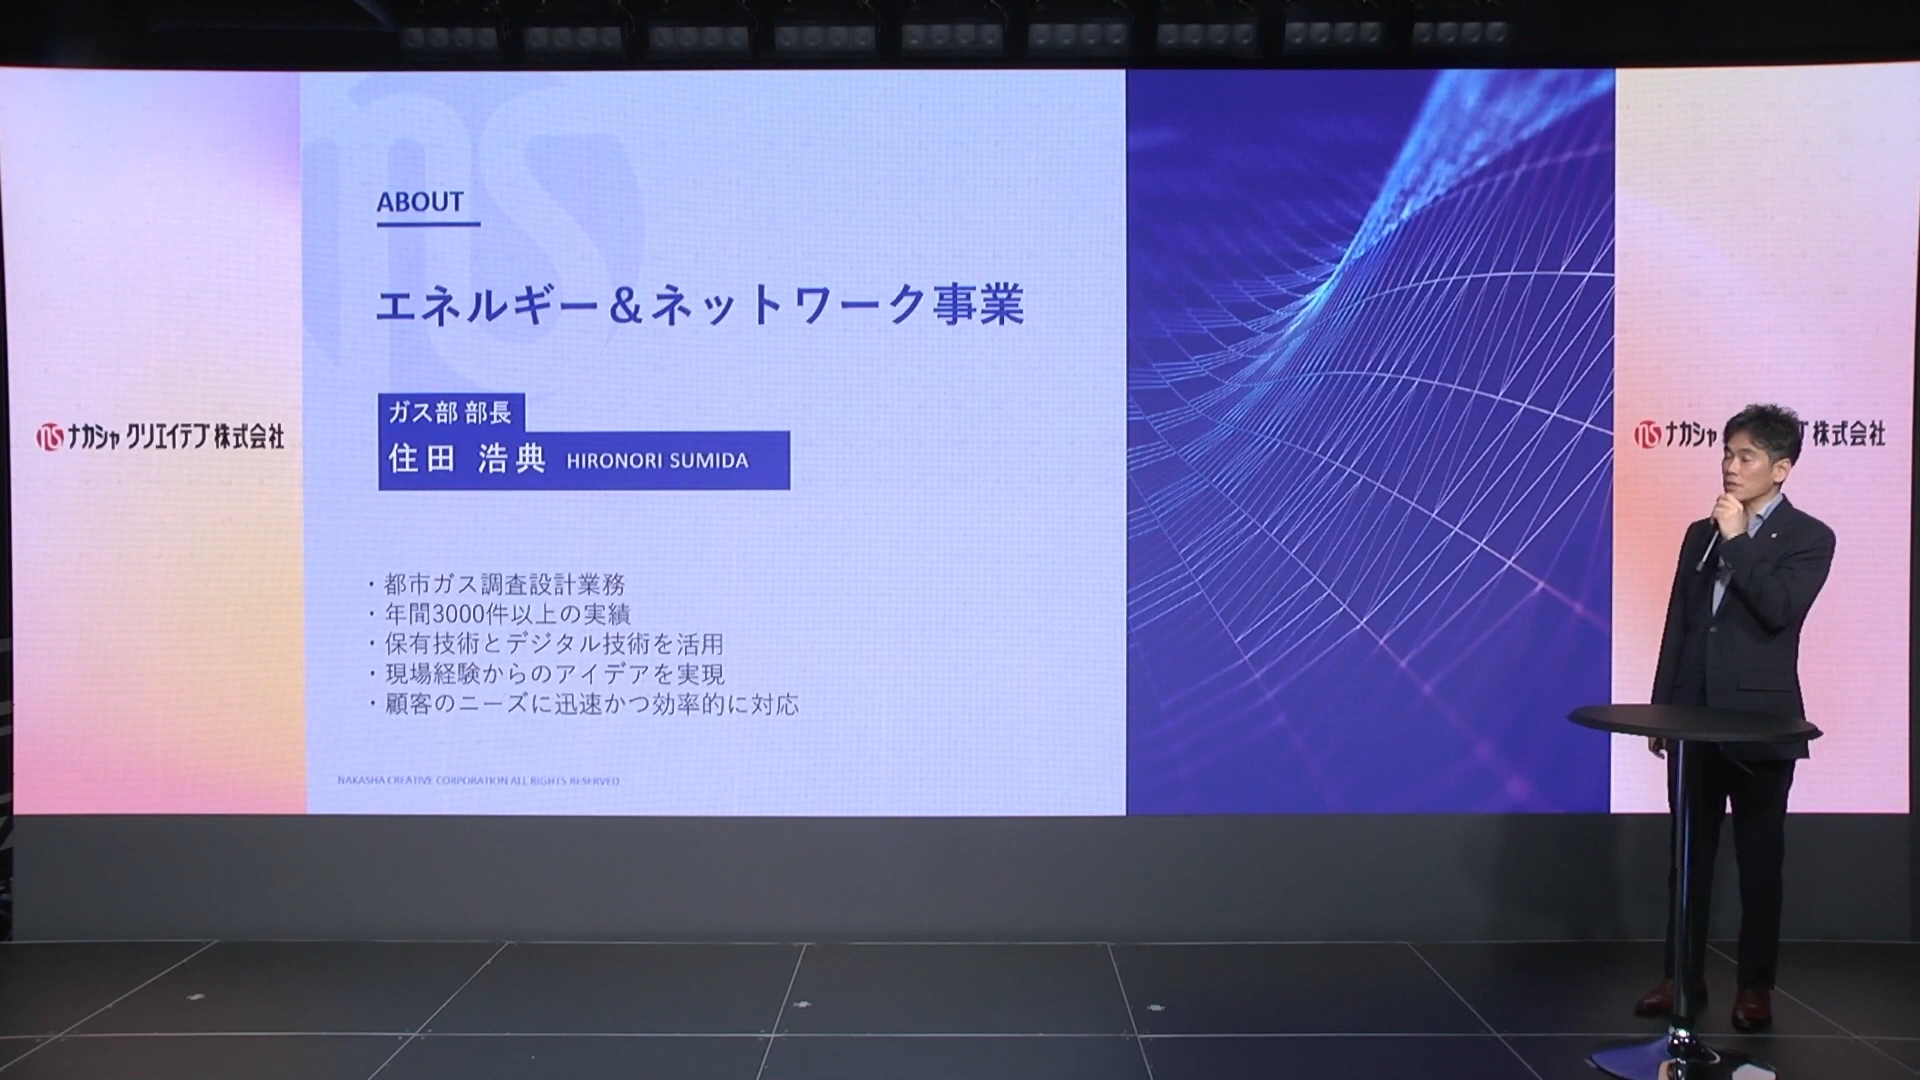 ABOUT
エネルギー＆ネットワーク事業
ガス部 部長
住田 浩典 HIRONORI SUMIDA
・都市ガス調査設計業務
・年間3000件以上の実績
・保有技術とデジタル技術を活用
・現場経験からのアイデアを実現
・顧客のニーズに迅速かつ効率的に対応
NAKASHA CREATIVE CORPORATION ALL RIGHTS RESERVED
ns ナカシャ クリエイテブ 株式会社
ns ナカシャ ブ 株式会社